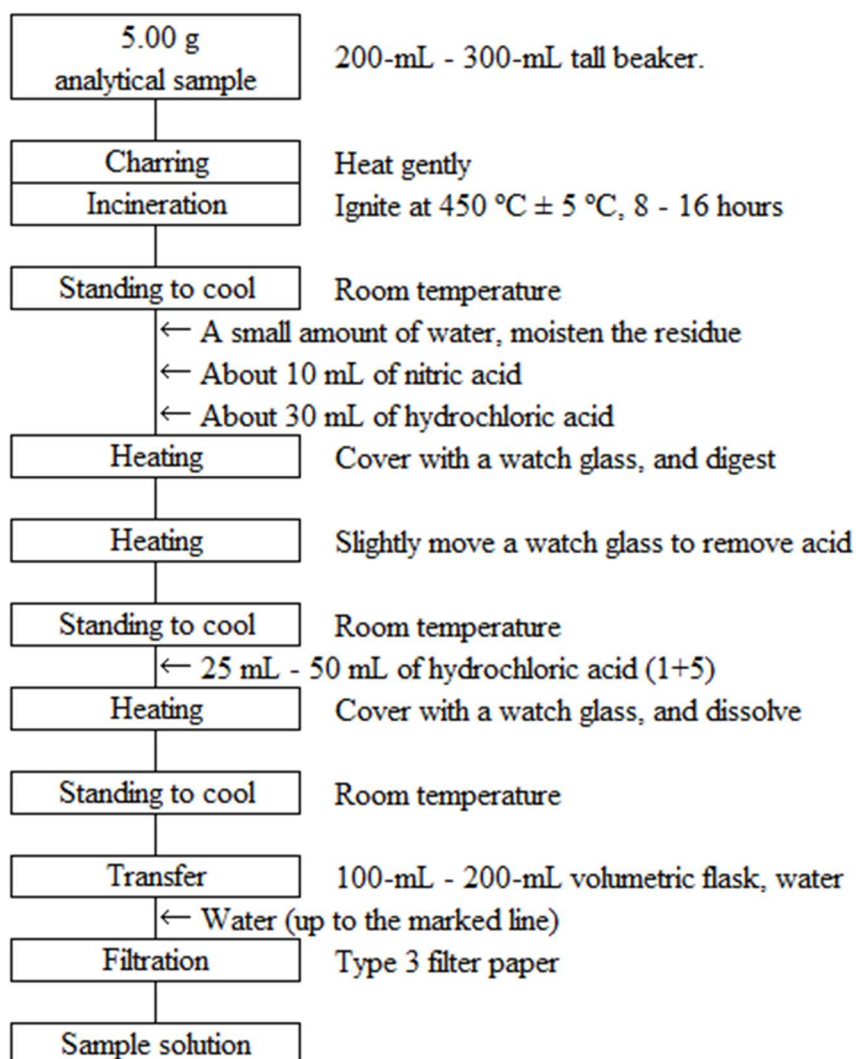 5.00 g
analytical sample
200-mL - 300-mL tall beaker.
Charring
Heat gently
Incineration
Ignite at 450 ºC ± 5 ºC, 8 - 16 hours
Standing to cool
Room temperature
← A small amount of water, moisten the residue
← About 10 mL of nitric acid
← About 30 mL of hydrochloric acid
Heating
Cover with a watch glass, and digest
Heating
Slightly move a watch glass to remove acid
Standing to cool
Room temperature
← 25 mL - 50 mL of hydrochloric acid (1+5)
Heating
Cover with a watch glass, and dissolve
Standing to cool
Room temperature
Transfer
100-mL - 200-mL volumetric flask, water
← Water (up to the marked line)
Filtration
Type 3 filter paper
Sample solution